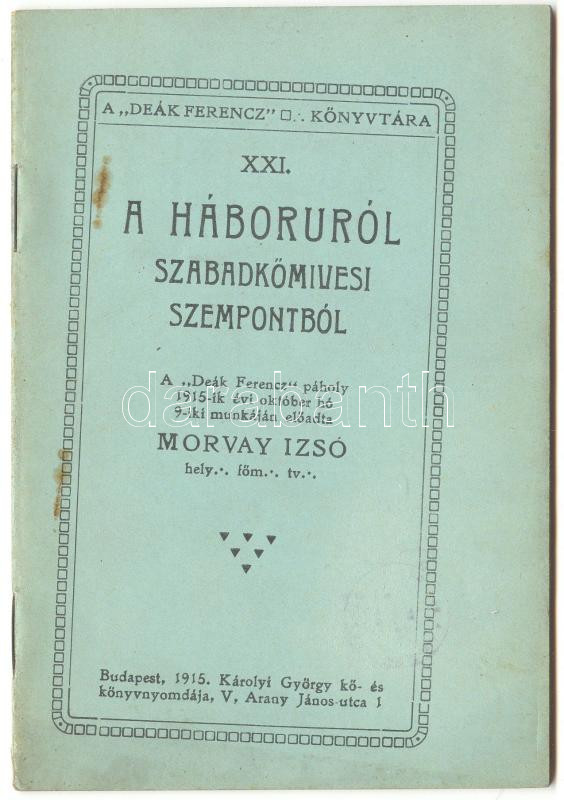 A „DEÁK FERENCZ" □.∴ KÖNYVTÁRA
XXI.
A HÁBORURÓL
SZABADKŐMIVESI
SZEMPONTBÓL
A „Deák Ferencz" páholy
1915-ik évi október hó
9-iki munkáján előadta
MORVAY IZSÓ
hely.·. főm.·. tv.·.
Budapest, 1915. Károlyi György kő- és
könyvnyomdája, V, Arany János-utca 1
darabanth